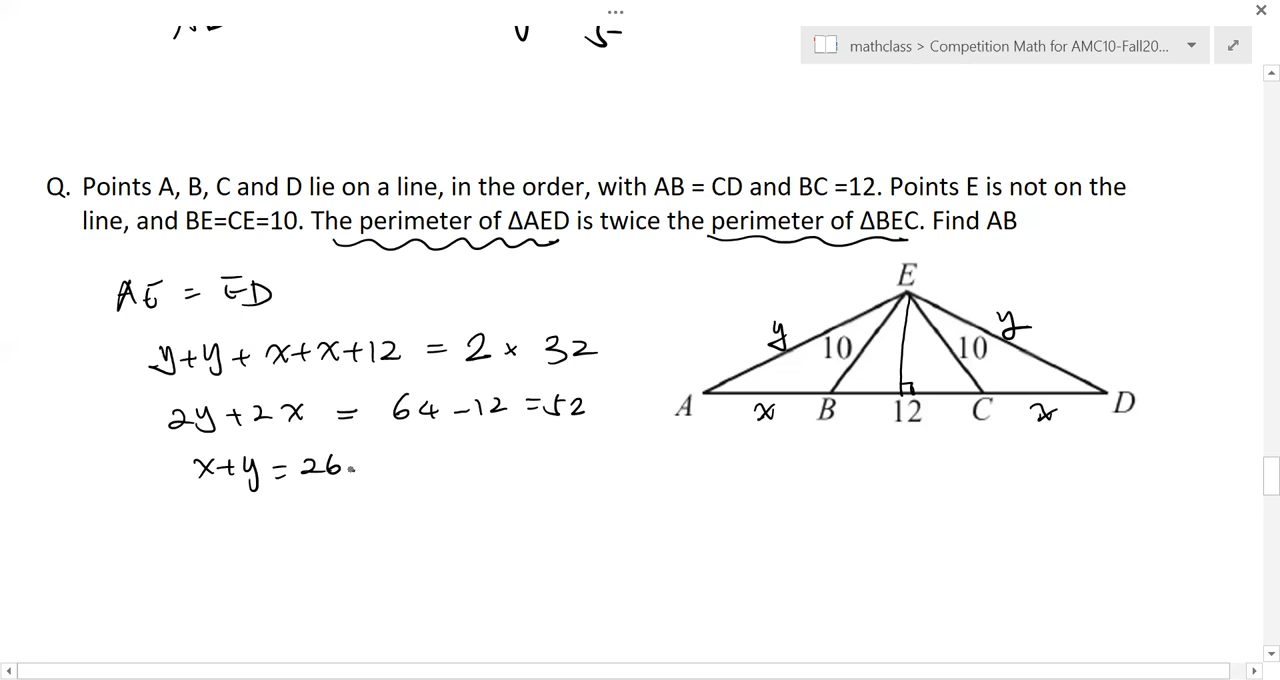 mathclass > Competition Math for AMC10-Fall20...
Q. Points A, B, C and D lie on a line, in the order, with AB = CD and BC =12. Points E is not on the
line, and BE=CE=10. The perimeter of ΔAED is twice the perimeter of ΔBEC. Find AB
AE = ED
y+y + x+x+12 = 2 × 32
2y+2x = 64-12=52
x+y=26.
E
y y
10 10
A x B 12 C x D